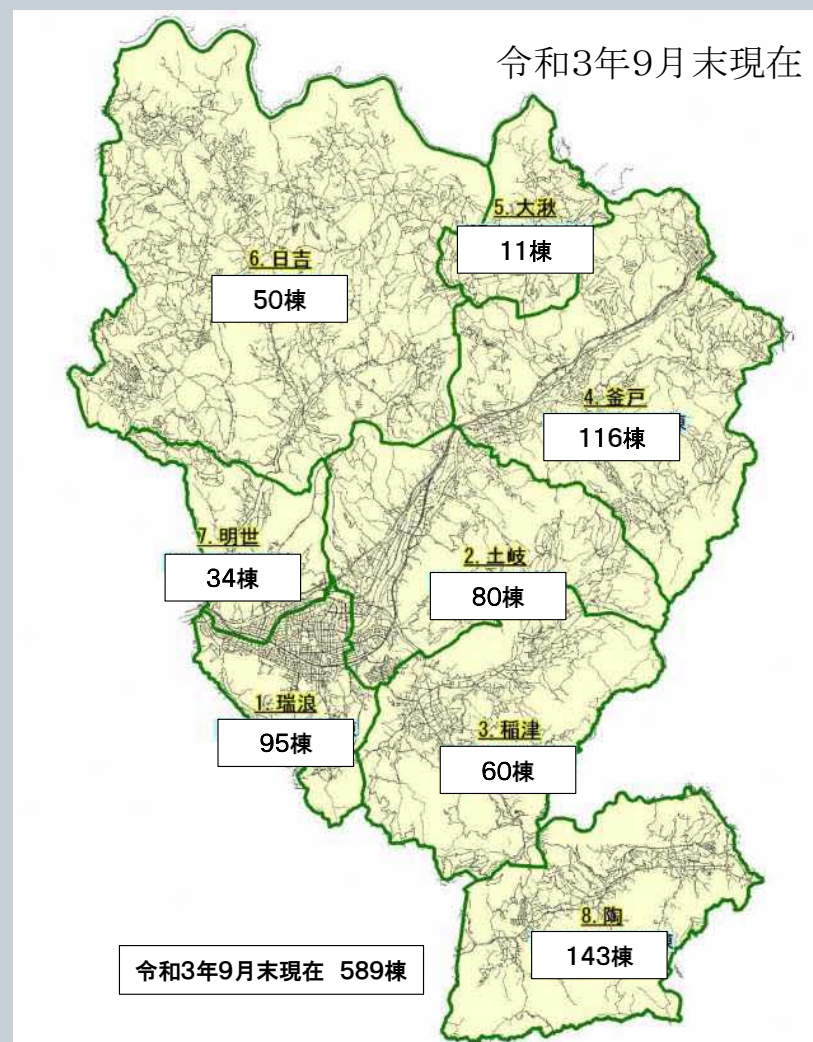 令和3年9月末現在
5. 大湫
11棟
6. 日吉
50棟
4. 釜戸
116棟
7. 明世
34棟
2. 土岐
80棟
1. 瑞浪
95棟
3. 稲津
60棟
8. 陶
143棟
令和3年9月末現在 589棟